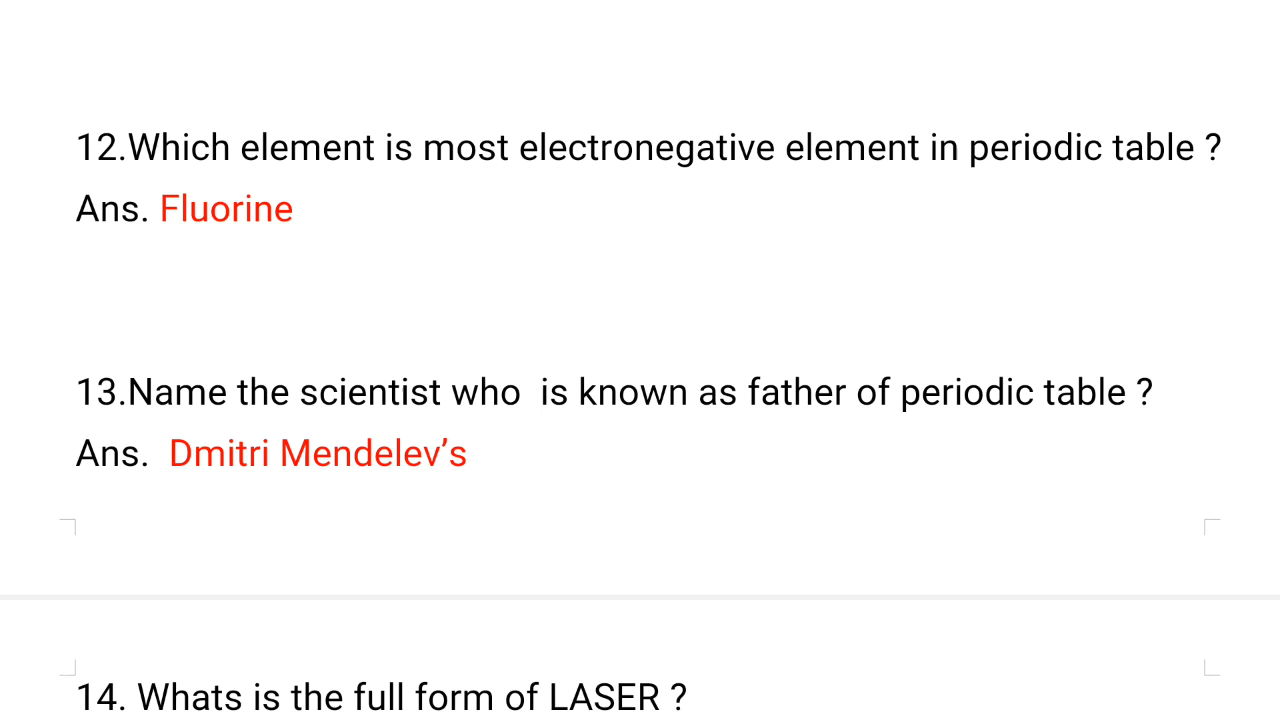 12.Which element is most electronegative element in periodic table ?
Ans. Fluorine
13.Name the scientist who  is known as father of periodic table ?
Ans.  Dmitri Mendelev’s
14. Whats is the full form of LASER ?